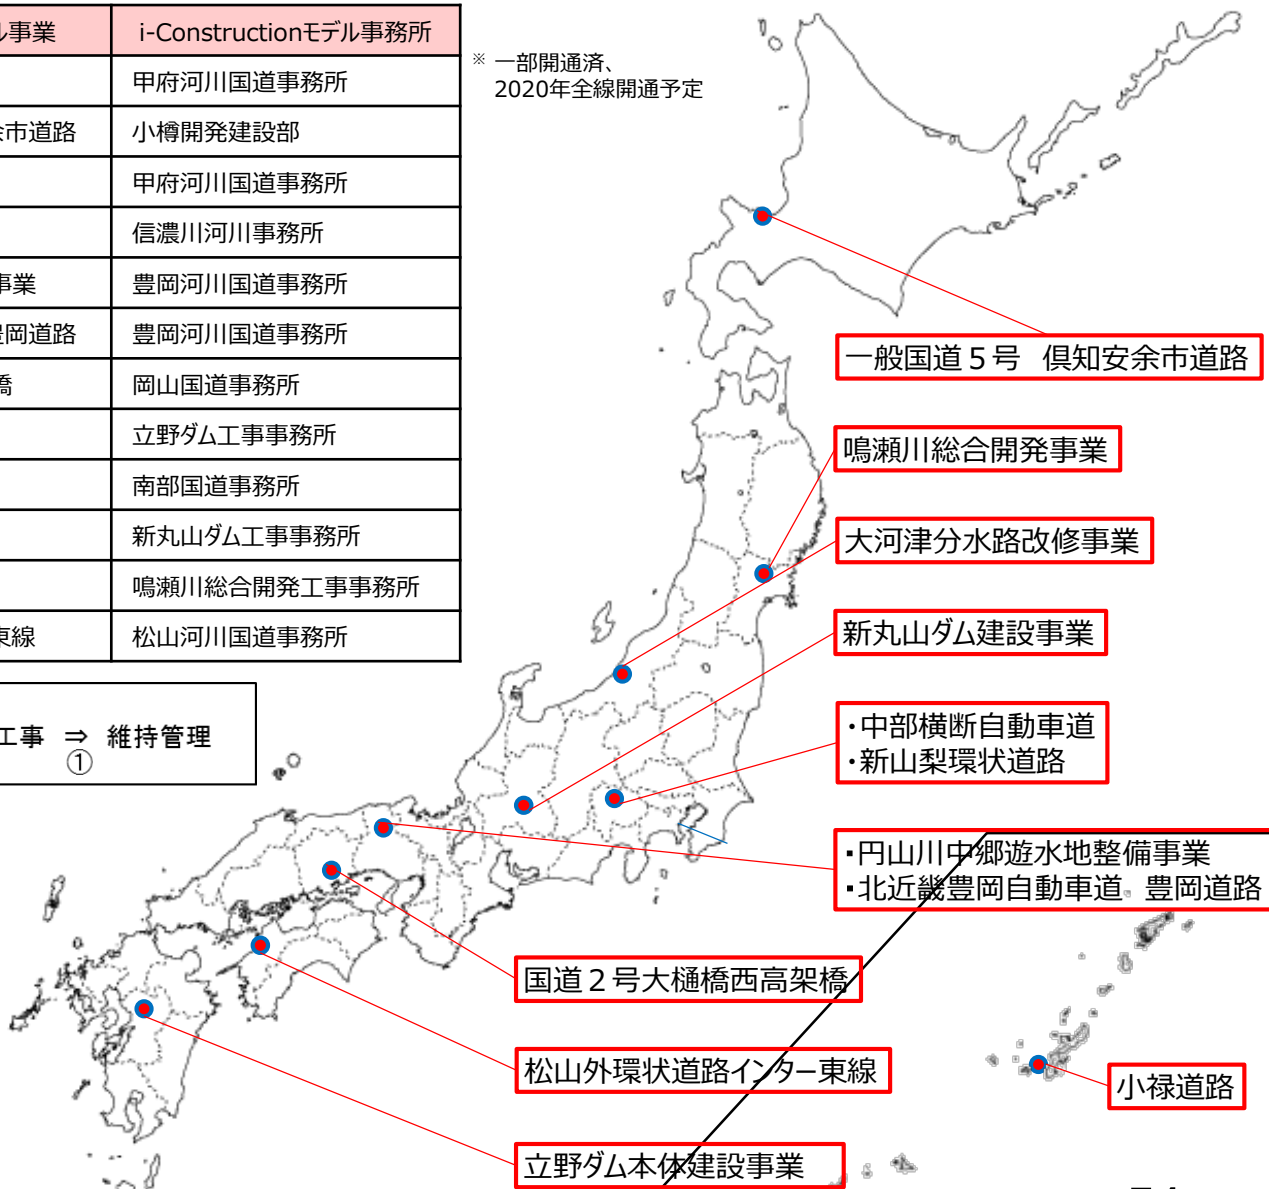 ル事業 i-Constructionモデル事務所
甲府河川国道事務所
余市道路 小樽開発建設部
甲府河川国道事務所
信濃川河川事務所
事業 豊岡河川国道事務所
豊岡道路 豊岡河川国道事務所
橋 岡山国道事務所
立野ダム工事事務所
南部国道事務所
新丸山ダム工事事務所
鳴瀬川総合開発工事事務所
東線 松山河川国道事務所
※ 一部開通済、
2020年全線開通予定
工事 ⇒ 維持管理
①
一般国道5号 倶知安余市道路
鳴瀬川総合開発事業
大河津分水路改修事業
新丸山ダム建設事業
・中部横断自動車道
・新山梨環状道路
・円山川中郷遊水地整備事業
・北近畿豊岡自動車道 豊岡道路
国道2号大樋橋西高架橋
松山外環状道路インター東線
立野ダム本体建設事業
小禄道路